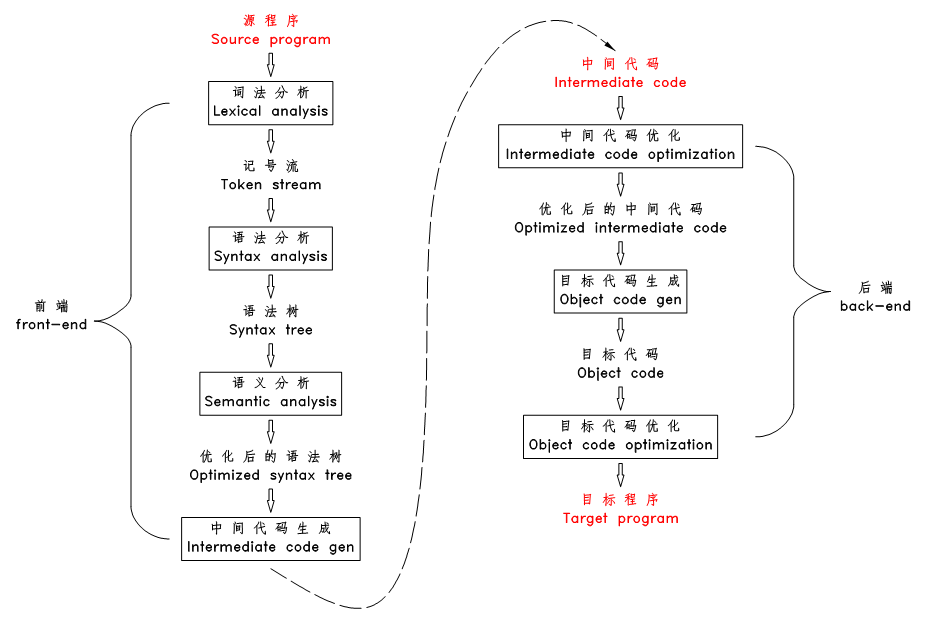 源程序
Source program
词法分析
Lexical analysis
记号流
Token stream
语法分析
Syntax analysis
语法树
Syntax tree
语义分析
Semantic analysis
优化后的语法树
Optimized syntax tree
中间代码生成
Intermediate code gen
前端
front-end
中间代码
Intermediate code
中间代码优化
Intermediate code optimization
优化后的中间代码
Optimized intermediate code
目标代码生成
Object code gen
目标代码
Object code
目标代码优化
Object code optimization
目标程序
Target program
后端
back-end